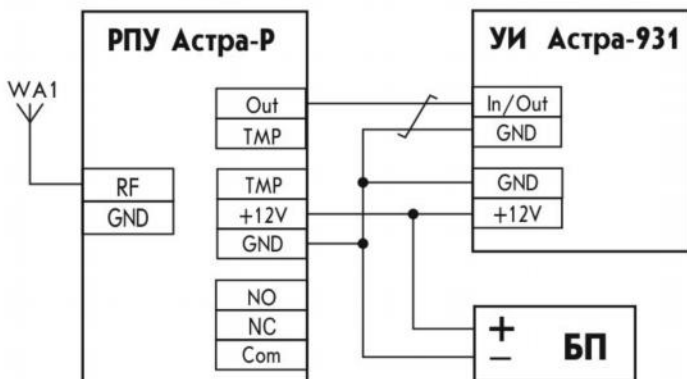 РПУ Астра-Р
УИ Астра-931
WA1
Out
TMP
In/Out
GND
RF
GND
TMP
+12V
GND
GND
+12V
NO
NC
Com
+
−
БП